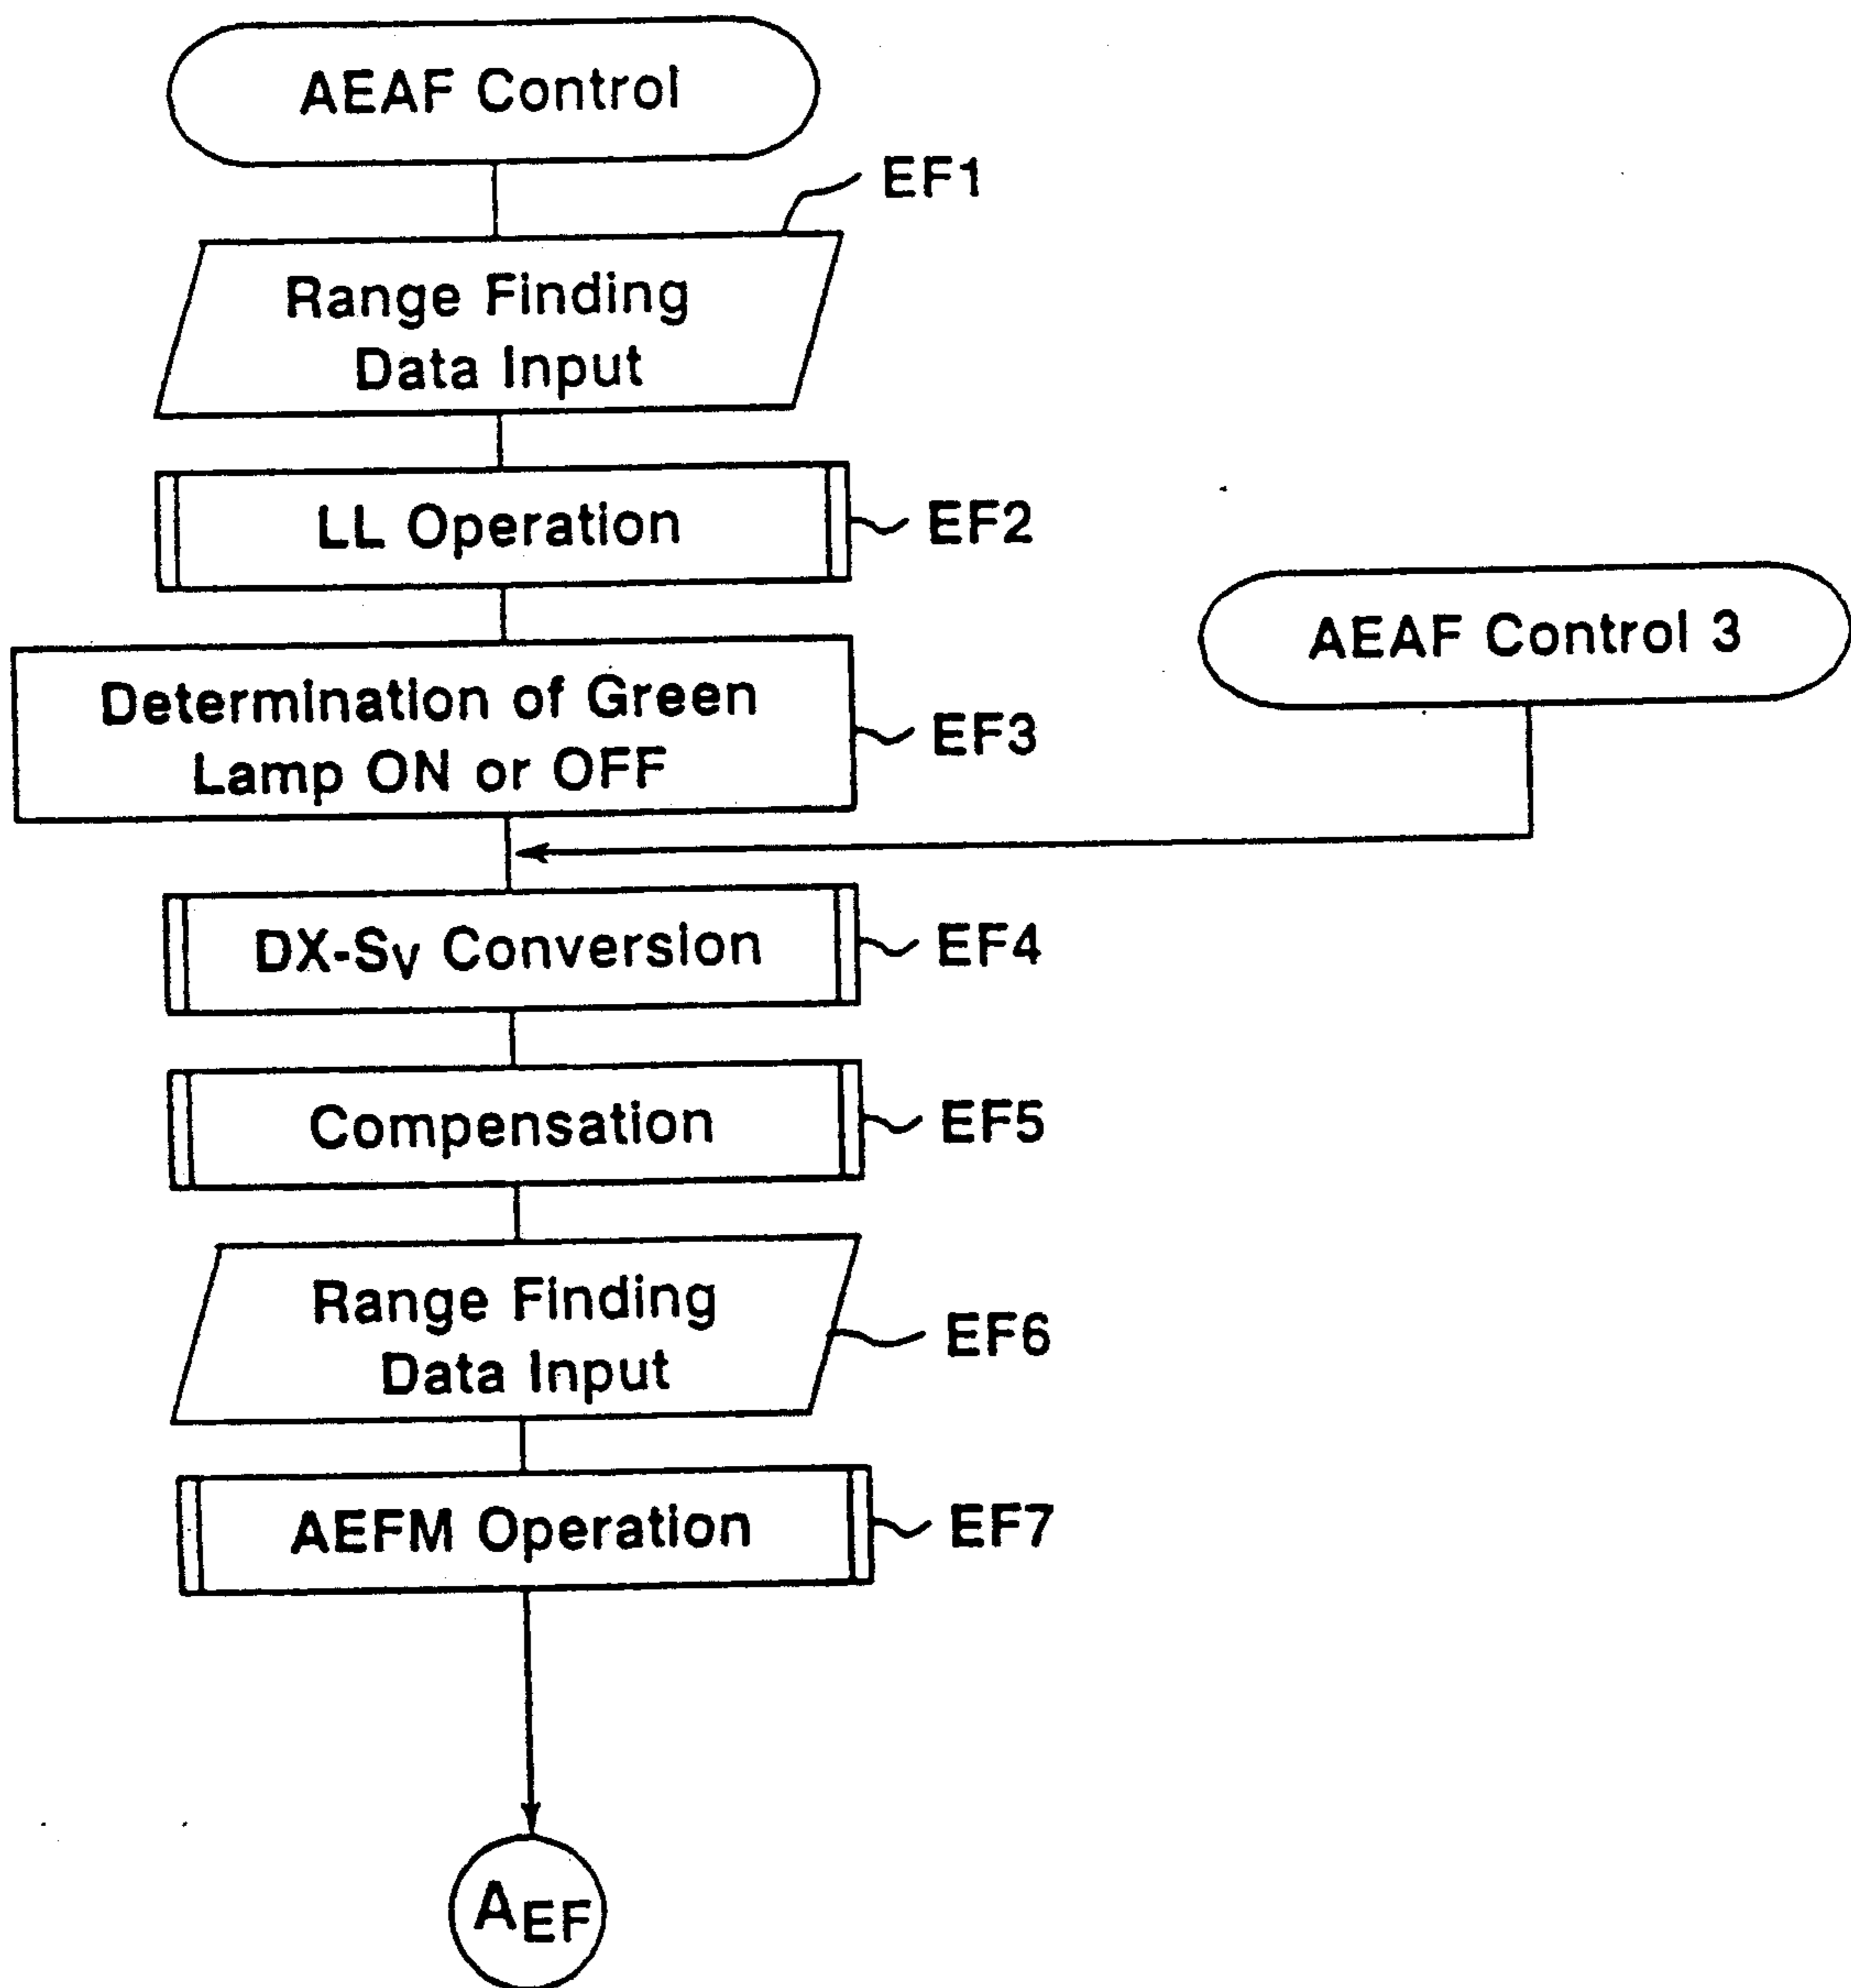 AEAF Control
EF1
Range Finding
Data Input
LL Operation
EF2
AEAF Control 3
Determination of Green
Lamp ON or OFF
EF3
DX-Sv Conversion
EF4
Compensation
EF5
Range Finding
Data Input
EF6
AEFM Operation
EF7
AEF